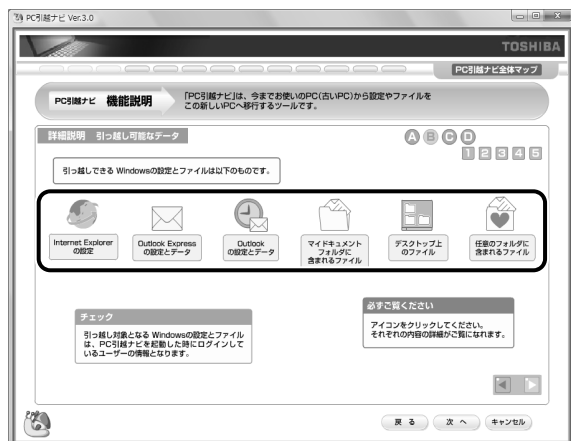 PC引越ナビ Ver.3.0
TOSHIBA
PC引越ナビ全体マップ
PC引越ナビ 機能説明
「PC引越ナビ」は、今までお使いのPC(古いPC)から設定やファイルを
この新しいPCへ移行するツールです。
詳細説明 引っ越し可能なデータ
A B C D
1 2 3 4 5
引っ越しできる Windowsの設定とファイルは以下のものです。
Internet Explorer
の設定
Outlook Express
の設定とデータ
Outlook
の設定とデータ
マイドキュメント
フォルダに
含まれるファイル
デスクトップ上
のファイル
任意のフォルダに
含まれるファイル
チェック
引っ越し対象となる Windowsの設定とファイル
は、PC引越ナビを起動した時にログインして
いるユーザーの情報となります。
必ずご覧ください
アイコンをクリックしてください。
それぞれの内容の詳細がご覧になれます。
戻 る
次 へ
キャンセル